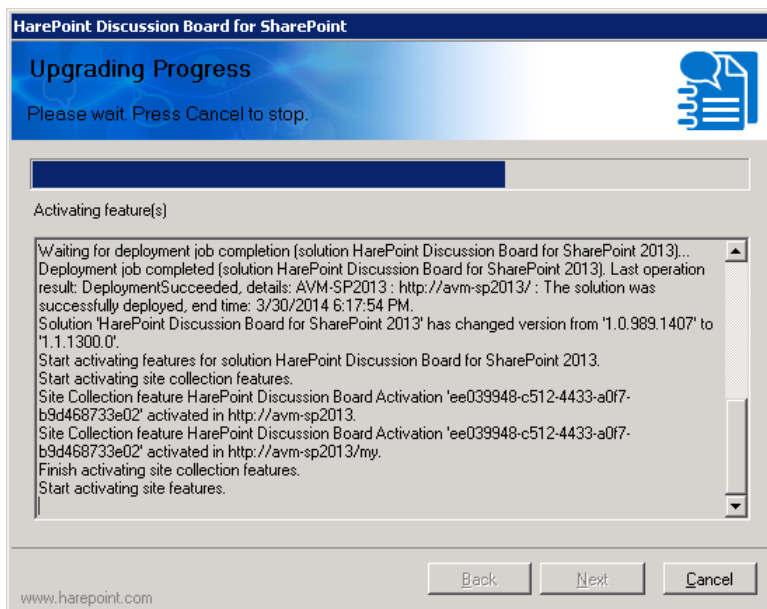 HarePoint Discussion Board for SharePoint
Upgrading Progress
Please wait. Press Cancel to stop.
Activating feature(s)
Waiting for deployment job completion (solution HarePoint Discussion Board for SharePoint 2013)...
Deployment job completed (solution HarePoint Discussion Board for SharePoint 2013). Last operation
result: DeploymentSucceeded, details: AVM-SP2013 : http://avm-sp2013/ : The solution was
successfully deployed, end time: 3/30/2014 6:17:54 PM.
Solution 'HarePoint Discussion Board for SharePoint 2013' has changed version from '1.0.989.1407' to
'1.1.1300.0'.
Start activating features for solution HarePoint Discussion Board for SharePoint 2013.
Start activating site collection features.
Site Collection feature HarePoint Discussion Board Activation 'ee039948-c512-4433-a0f7-
b9d468733e02' activated in http://avm-sp2013.
Site Collection feature HarePoint Discussion Board Activation 'ee039948-c512-4433-a0f7-
b9d468733e02' activated in http://avm-sp2013/my.
Finish activating site collection features.
Start activating site features.
Back Next Cancel
www.harepoint.com